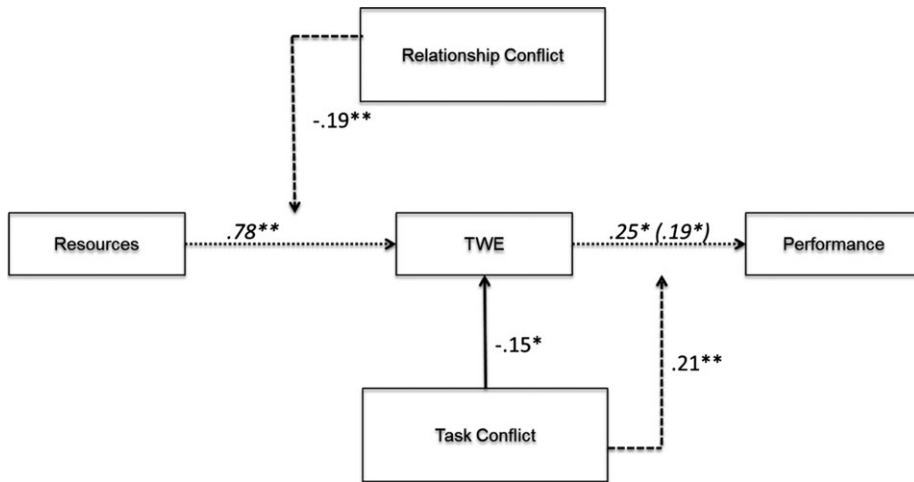 Relationship Conflict
-.19**
Resources
.78**
TWE
.25* (.19*)
Performance
-.15*
.21**
Task Conflict